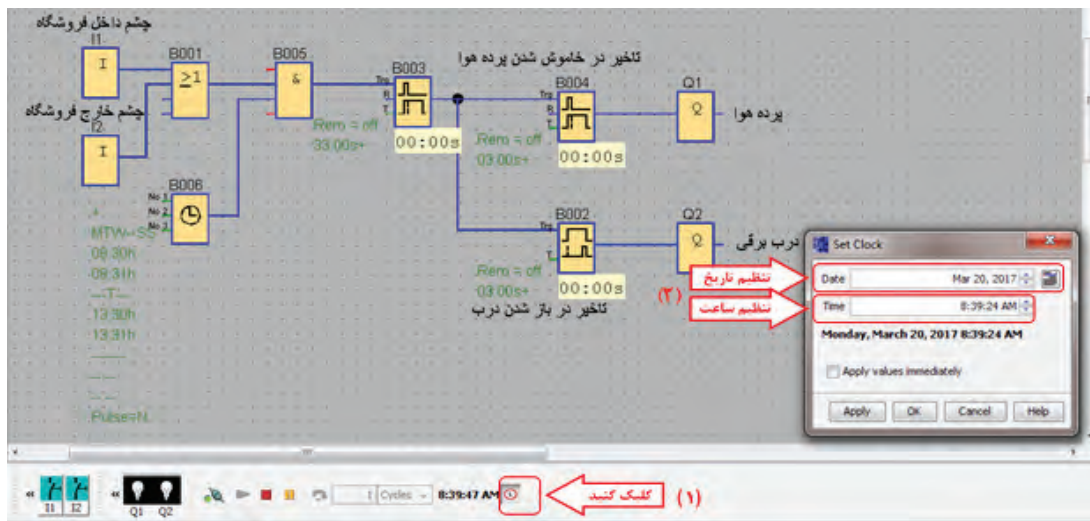 چشم داخل فروشگاه
I1
I
B001
≥1
B005
&
چشم خارج فروشگاه
I2
I
B006
No 1
No 2
No 3
MTW--SS
08:30h
09:31h
---T---
13:30h
13:31h
Pulse=N
B003
Trg
R
T
Rem = off
33:00s+
00:00s
تاخیر در خاموش شدن پرده هوا
B004
Trg
R
T
Rem = off
03:00s+
00:00s
Q1
Q
پرده هوا
B002
Trg
T
Rem = off
03:00s+
00:00s
تاخیر در باز شدن درب
Q2
Q
درب برقی
Set Clock
Date
Mar 20, 2017
تنظیم تاریخ
(۲)
Time
8:39:24 AM
تنظیم ساعت
Monday, March 20, 2017 8:39:24 AM
Apply values immediately
Apply
OK
Cancel
Help
I1
I2
Q1
Q2
1
Cycles
8:39:47 AM
کلیک کنید
(۱)